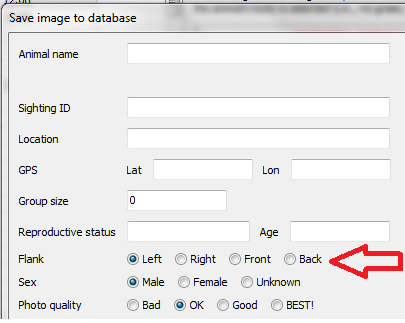 Save image to database
Animal name
Sighting ID
Location
GPS Lat Lon
Group size 0
Reproductive status Age
Flank Left Right Front Back
Sex Male Female Unknown
Photo quality Bad OK Good BEST!